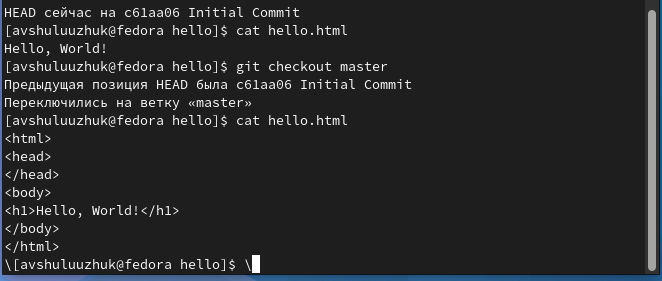 HEAD сейчас на c61aa06 Initial Commit
[avshuluuzhuk@fedora hello]$ cat hello.html
Hello, World!
[avshuluuzhuk@fedora hello]$ git checkout master
Предыдущая позиция HEAD была c61aa06 Initial Commit
Переключились на ветку «master»
[avshuluuzhuk@fedora hello]$ cat hello.html
<html>
<head>
</head>
<body>
<h1>Hello, World!</h1>
</body>
</html>
\[avshuluuzhuk@fedora hello]$ \